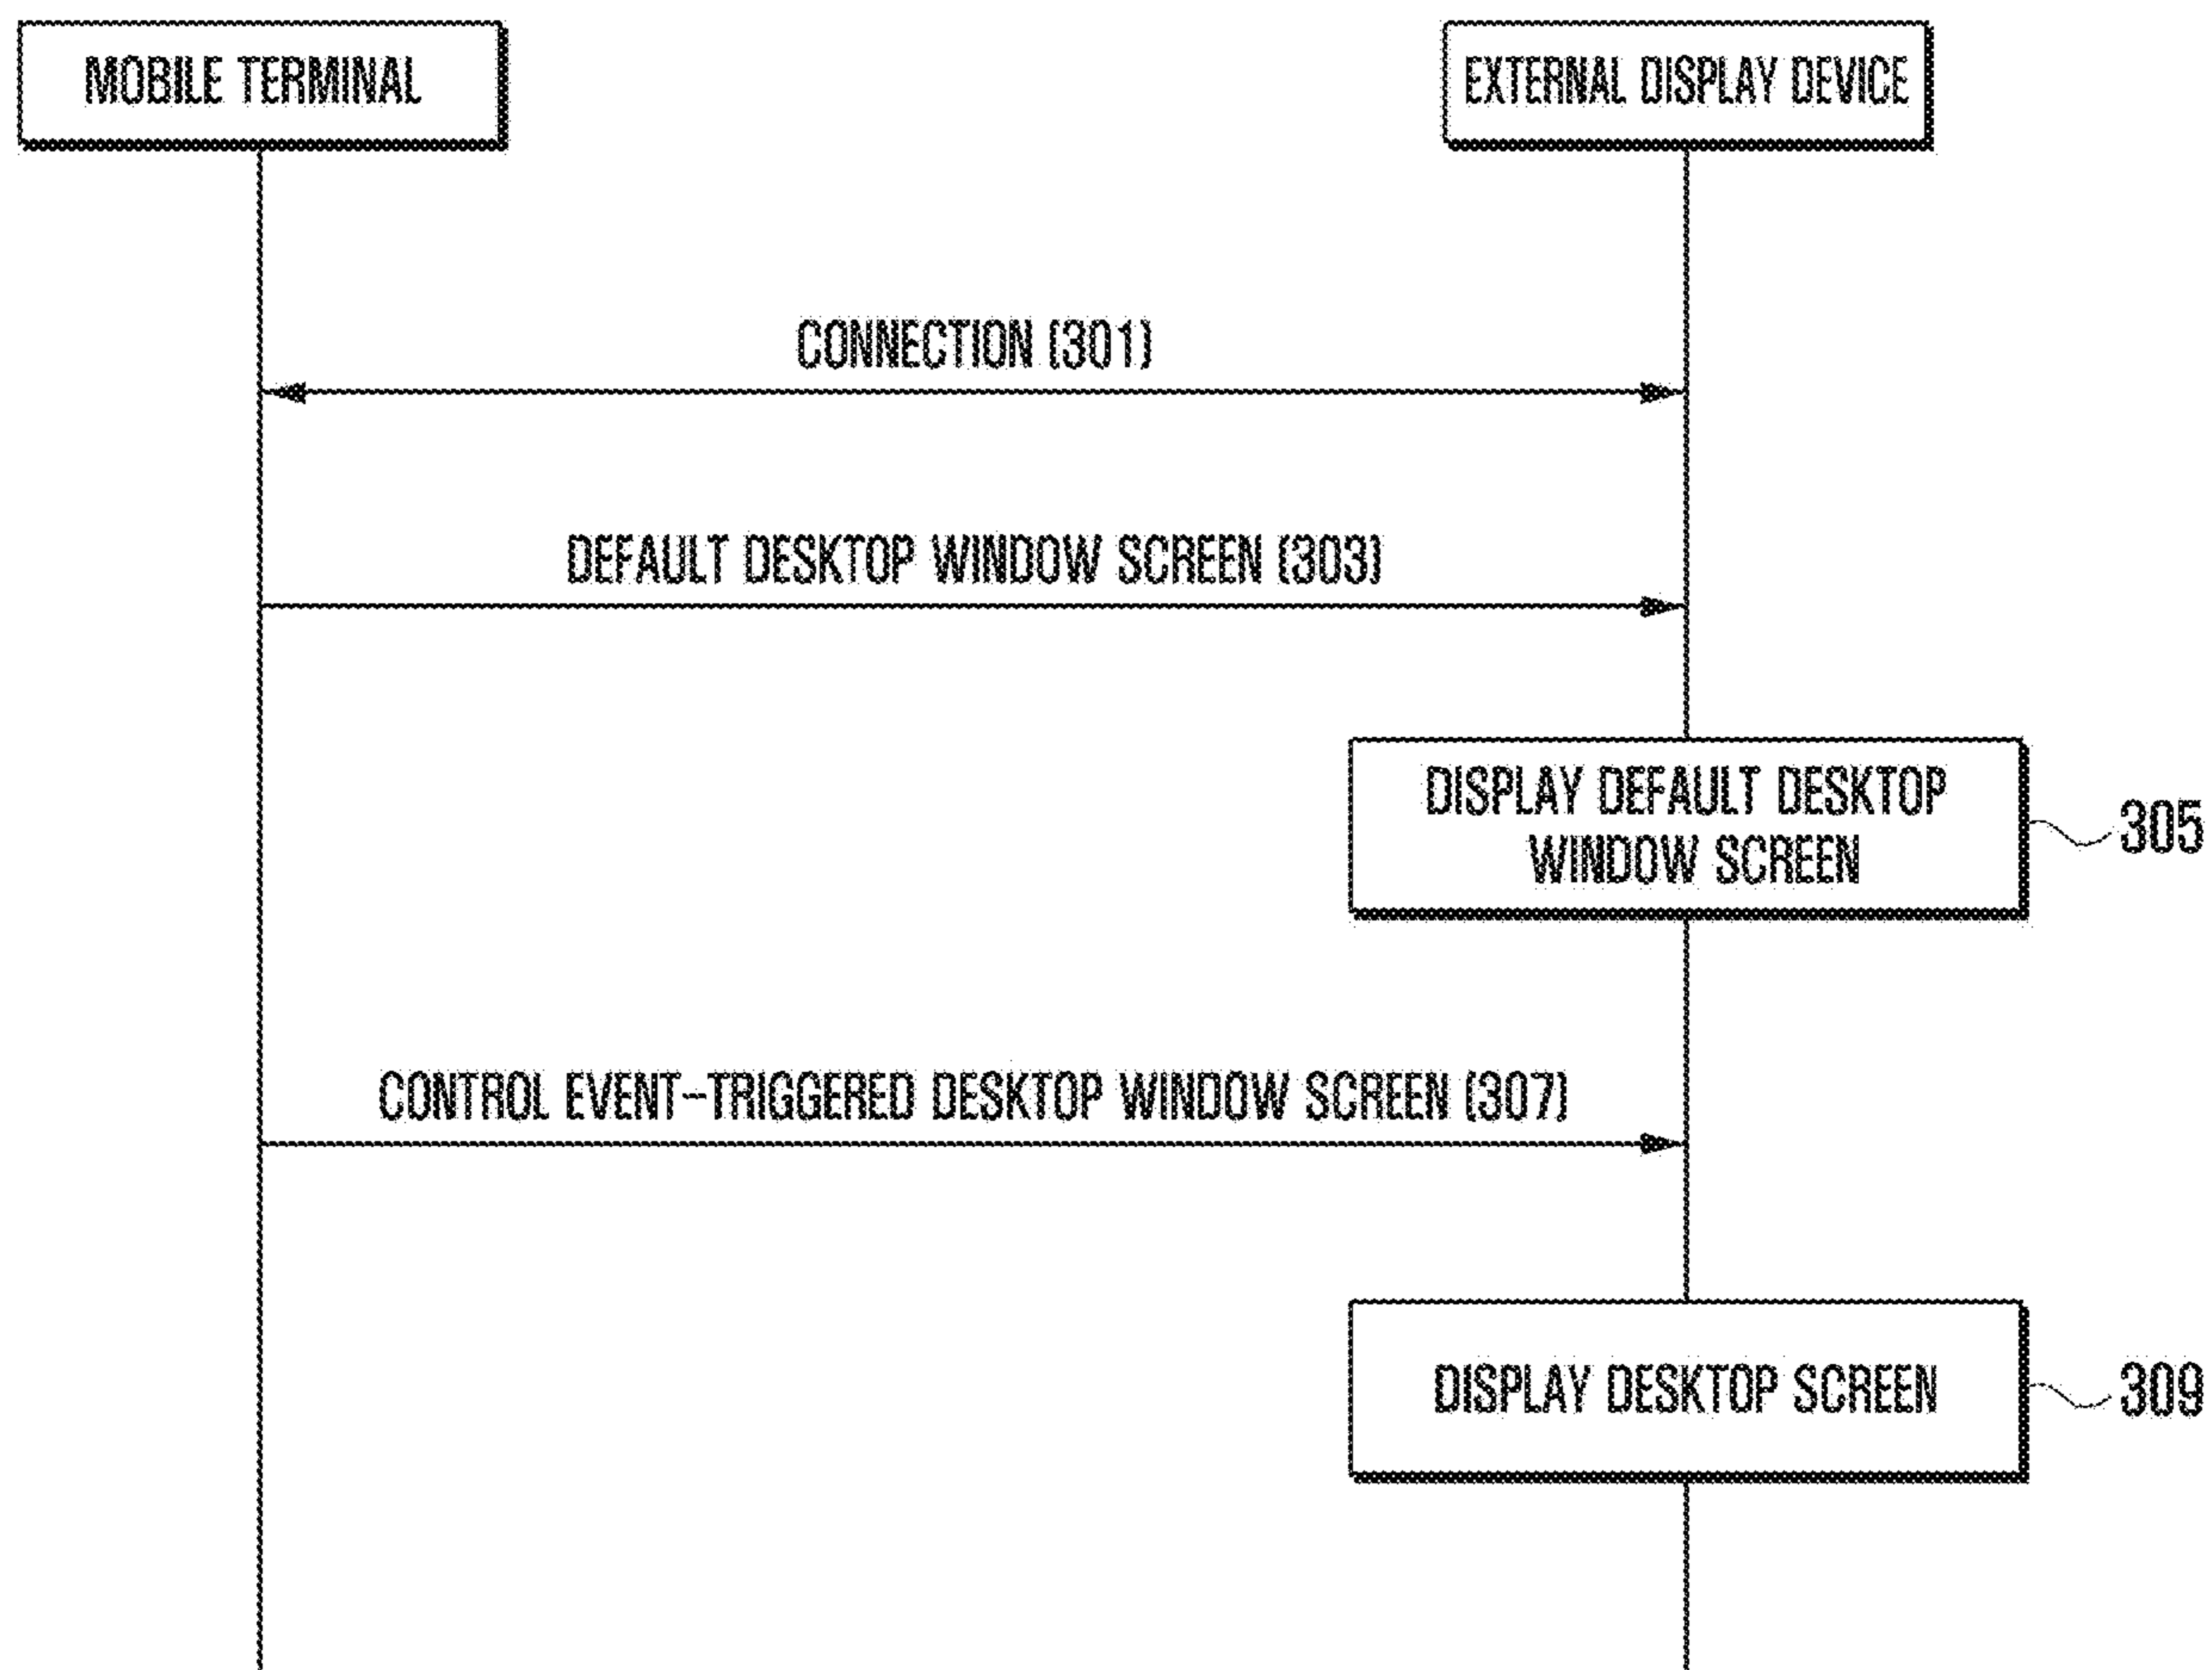 MOBILE TERMINAL
EXTERNAL DISPLAY DEVICE
CONNECTION (301)
DEFAULT DESKTOP WINDOW SCREEN (303)
DISPLAY DEFAULT DESKTOP
WINDOW SCREEN
305
CONTROL EVENT-TRIGGERED DESKTOP WINDOW SCREEN (307)
DISPLAY DESKTOP SCREEN
309